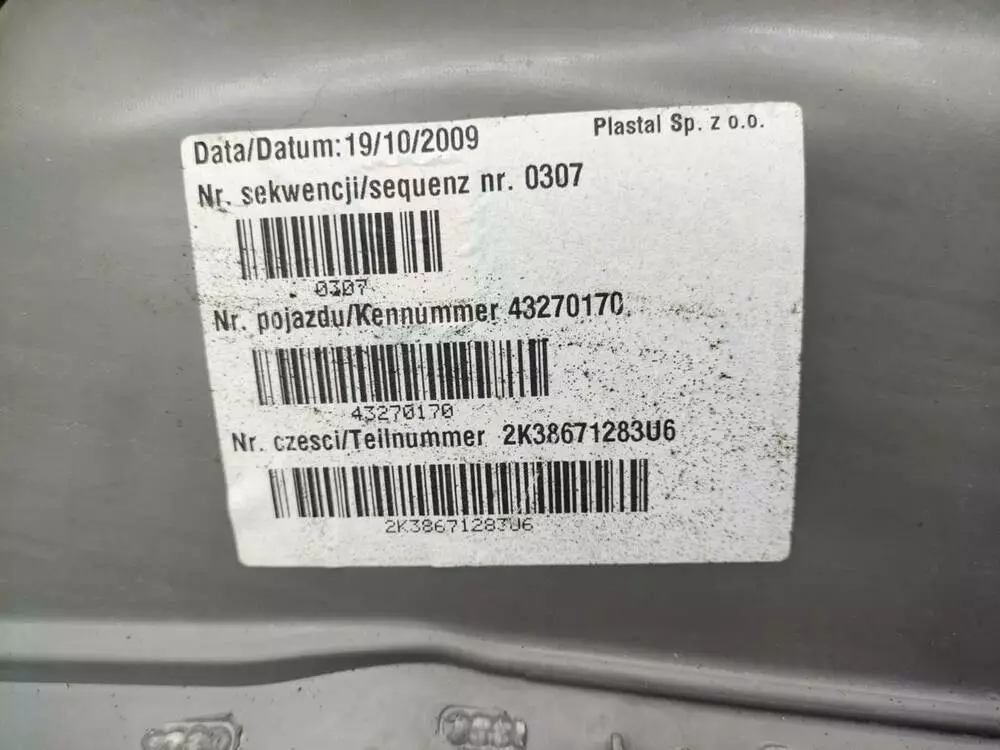 Data/Datum:19/10/2009
Plastal Sp. z o.o.
Nr. sekwencji/sequenz nr. 0307
0307
Nr. pojazdu/Kennummer 43270170
43270170
Nr. czesci/Teilnummer 2K38671283U6
2K38671283U6